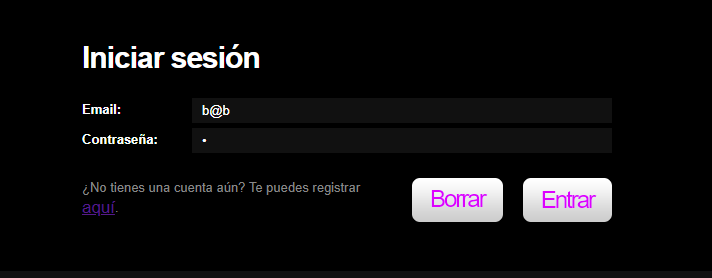 Iniciar sesión
Email: b@b
Contraseña: •
¿No tienes una cuenta aún? Te puedes registrar
aquí.
Borrar Entrar